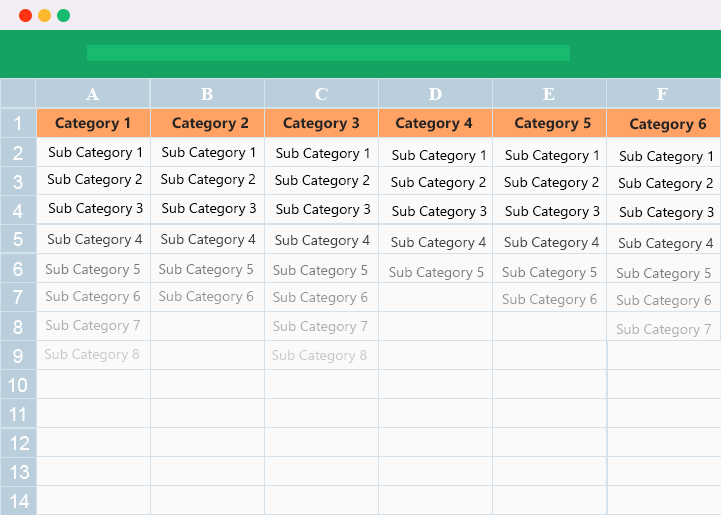 A B C D E F
1 Category 1 Category 2 Category 3 Category 4 Category 5 Category 6
2 Sub Category 1 Sub Category 1 Sub Category 1 Sub Category 1 Sub Category 1 Sub Category 1
3 Sub Category 2 Sub Category 2 Sub Category 2 Sub Category 2 Sub Category 2 Sub Category 2
4 Sub Category 3 Sub Category 3 Sub Category 3 Sub Category 3 Sub Category 3 Sub Category 3
5 Sub Category 4 Sub Category 4 Sub Category 4 Sub Category 4 Sub Category 4 Sub Category 4
6 Sub Category 5 Sub Category 5 Sub Category 5 Sub Category 5 Sub Category 5 Sub Category 5
7 Sub Category 6 Sub Category 6 Sub Category 6 Sub Category 6 Sub Category 6
8 Sub Category 7 Sub Category 7 Sub Category 7
9 Sub Category 8 Sub Category 8
10
11
12
13
14